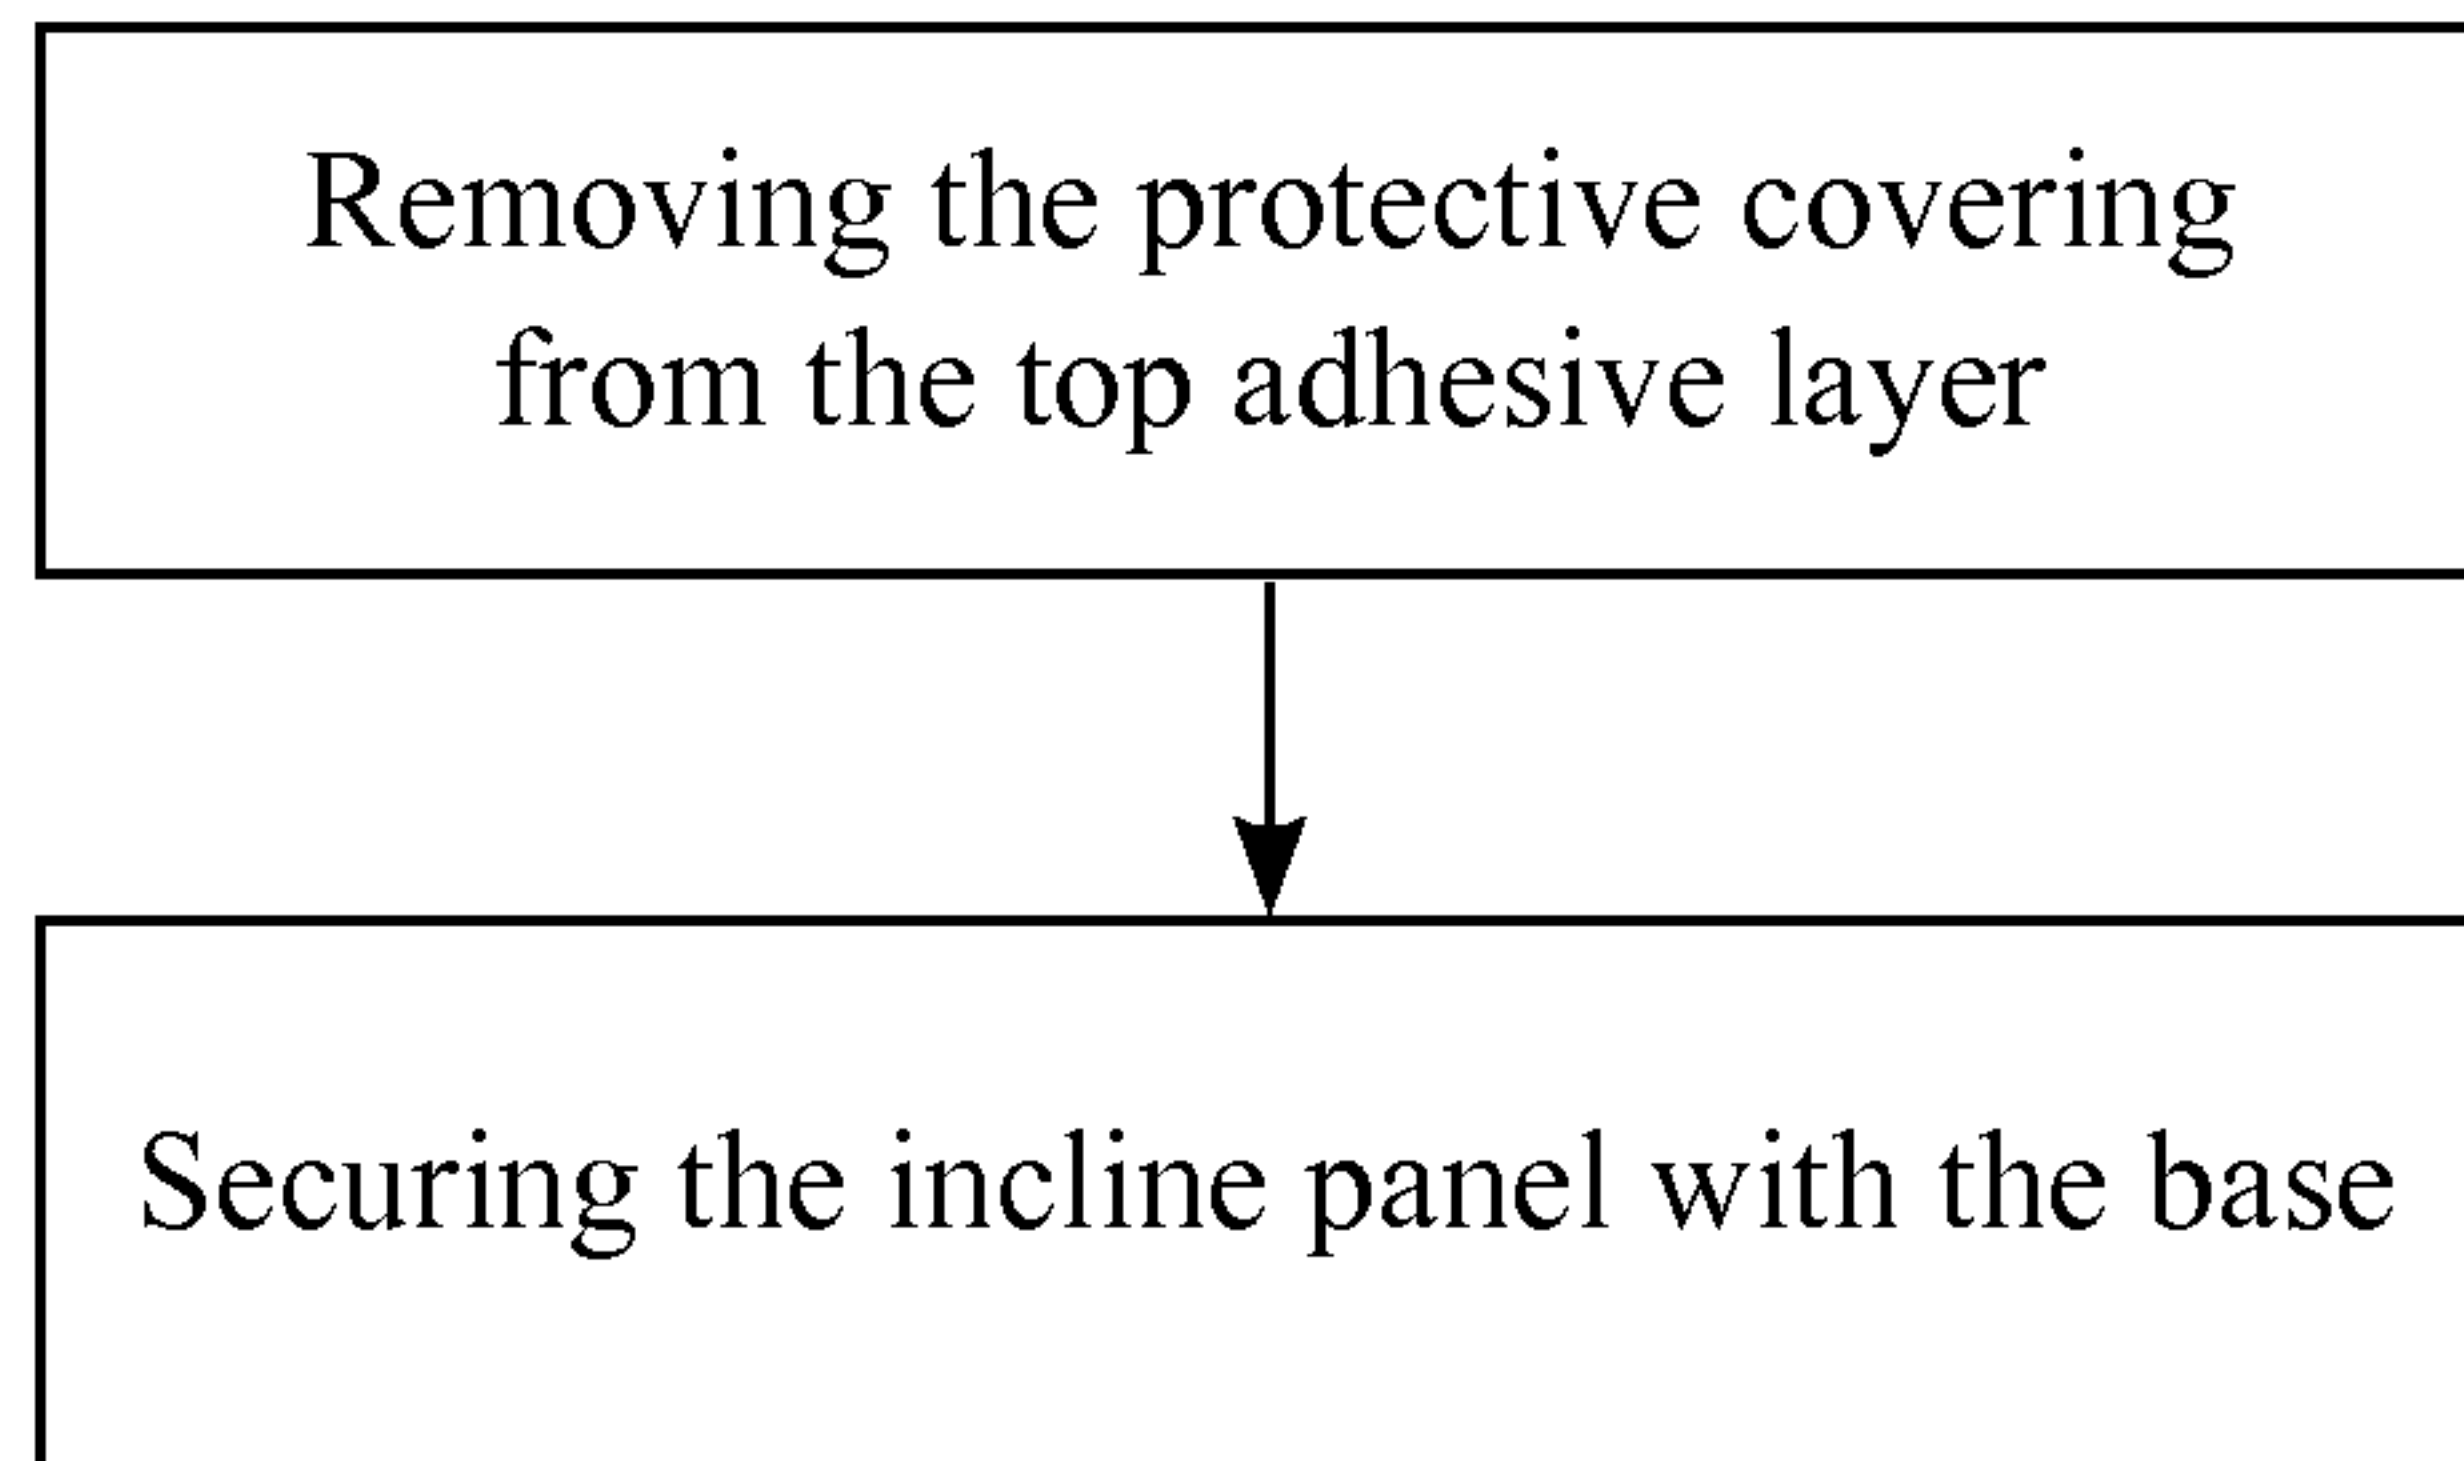 Removing the protective covering
from the top adhesive layer
Securing the incline panel with the base